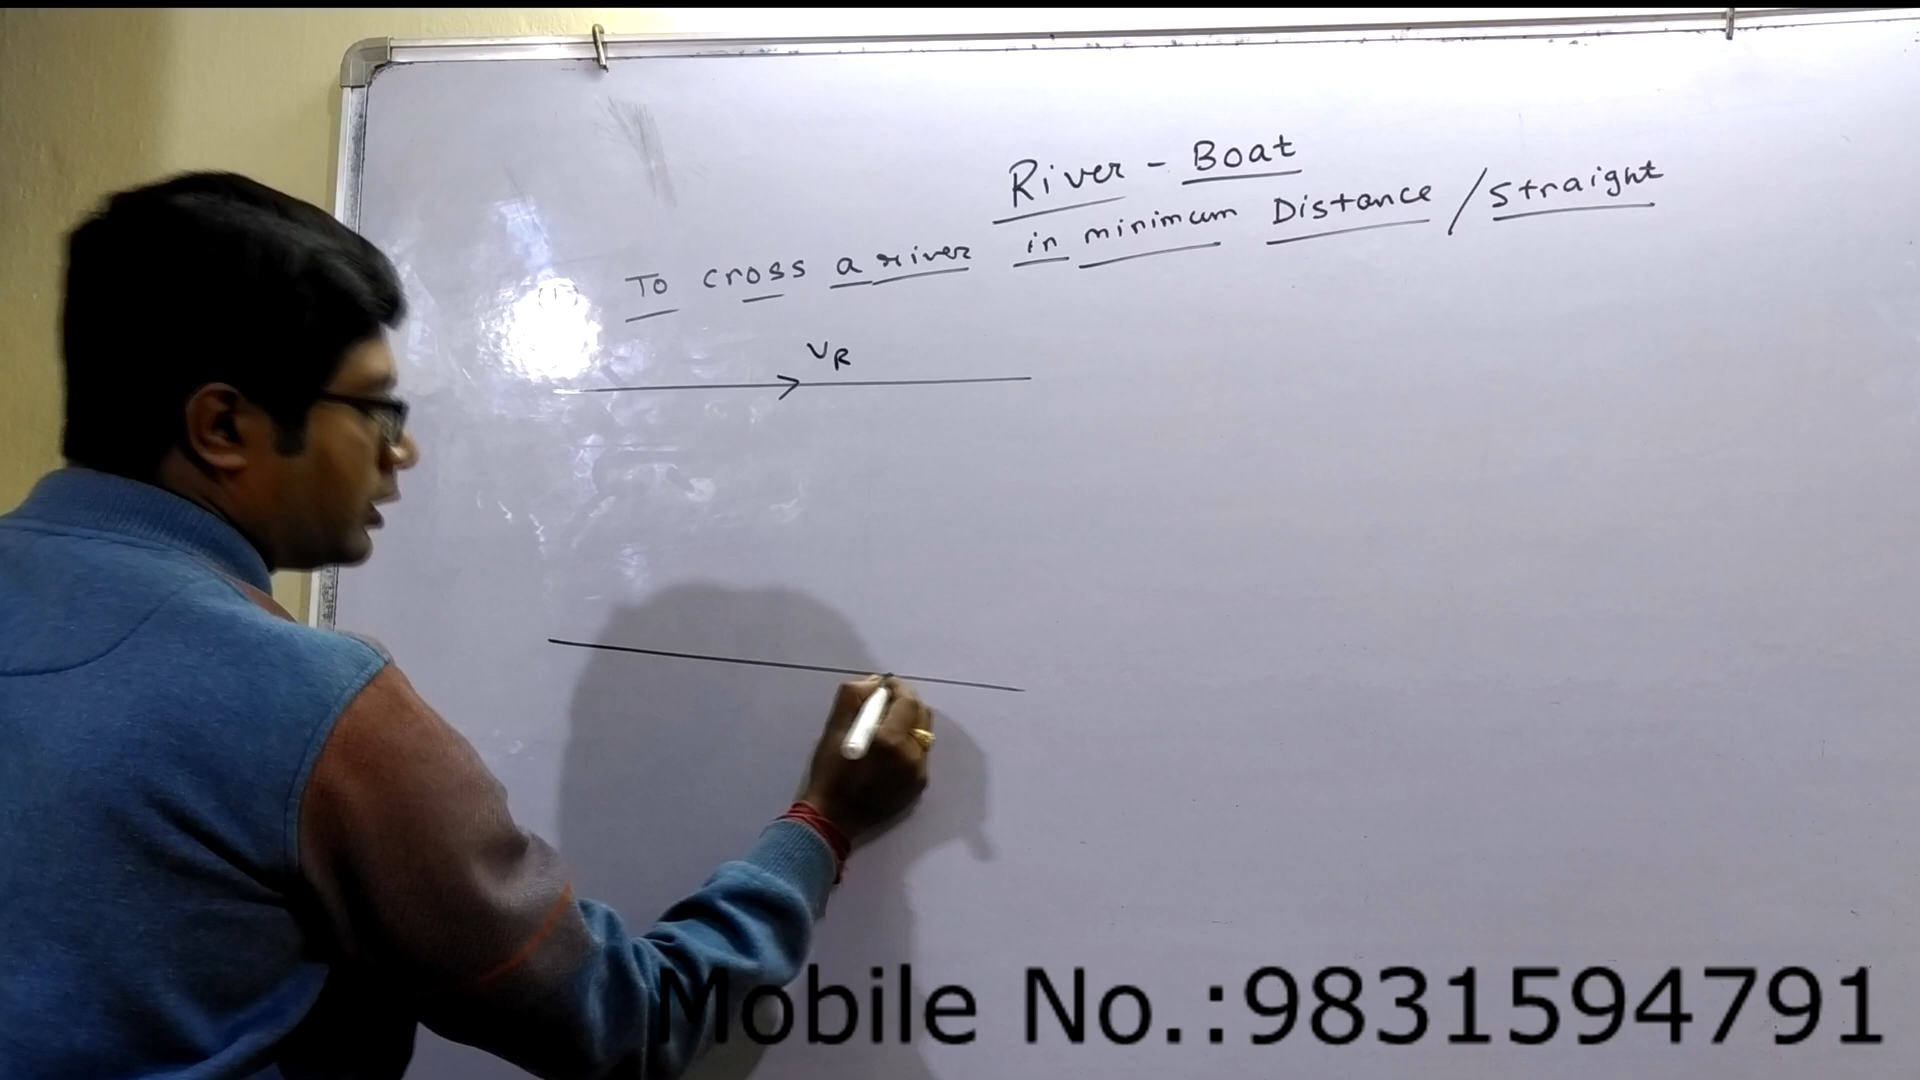 River - Boat
To cross a river in minimum Distance / Straight
VR
Mobile No.:9831594791